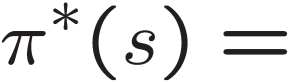 π*(s) =